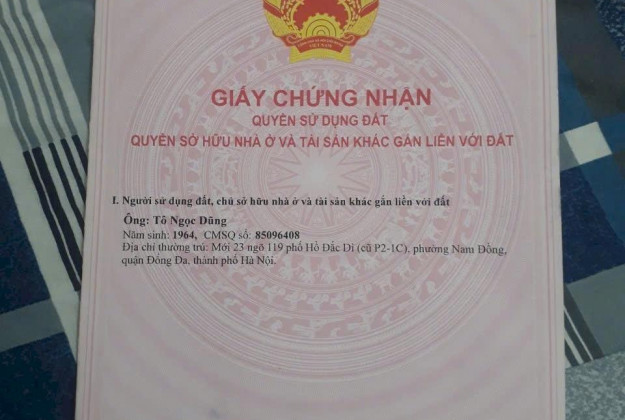 VIỆT NAM
GIẤY CHỨNG NHẬN
QUYỀN SỬ DỤNG ĐẤT
QUYỀN SỞ HỮU NHÀ Ở VÀ TÀI SẢN KHÁC GẮN LIỀN VỚI ĐẤT
I. Người sử dụng đất, chủ sở hữu nhà ở và tài sản khác gắn liền với đất
Ông: Tô Ngọc Dũng
Năm sinh: 1964, CMSQ số: 85096408
Địa chỉ thường trú: Mới 23 ngõ 119 phố Hồ Đắc Di (cũ P2-1C), phường Nam Đồng,
quận Đống Đa, thành phố Hà Nội.